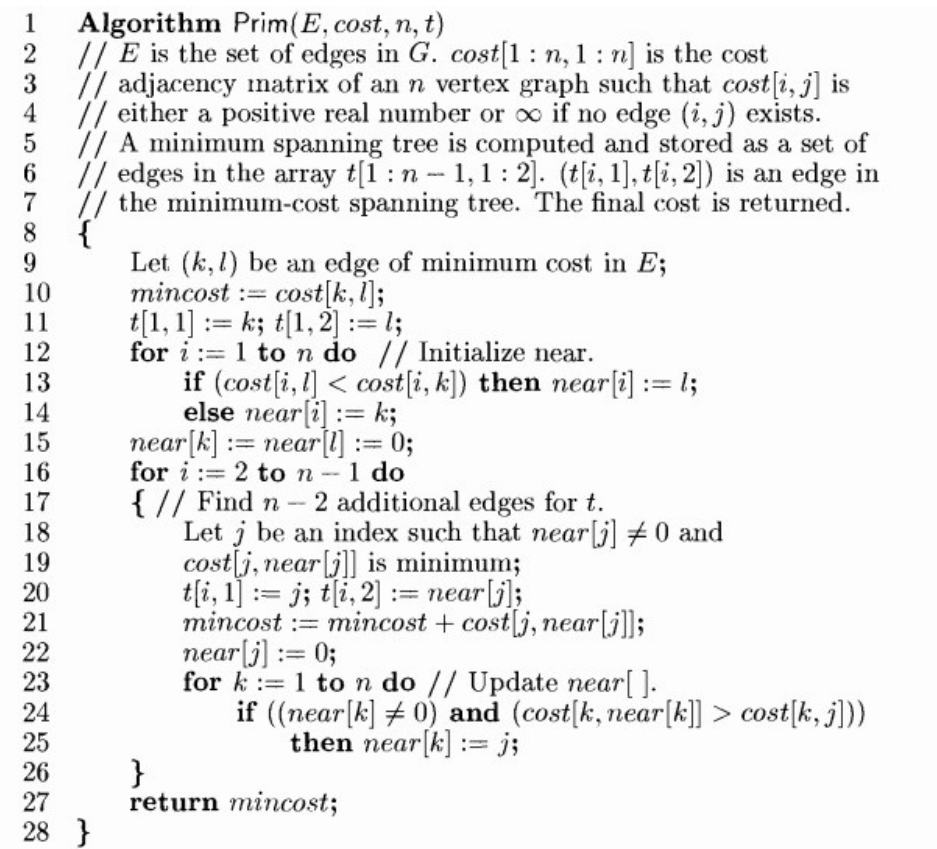 1 Algorithm Prim(E, cost, n, t)
2 // E is the set of edges in G. cost[1 : n, 1 : n] is the cost
3 // adjacency matrix of an n vertex graph such that cost[i, j] is
4 // either a positive real number or ∞ if no edge (i, j) exists.
5 // A minimum spanning tree is computed and stored as a set of
6 // edges in the array t[1 : n − 1, 1 : 2]. (t[i, 1], t[i, 2]) is an edge in
7 // the minimum-cost spanning tree. The final cost is returned.
8 {
9 Let (k, l) be an edge of minimum cost in E;
10 mincost := cost[k, l];
11 t[1, 1] := k; t[1, 2] := l;
12 for i := 1 to n do // Initialize near.
13 if (cost[i, l] < cost[i, k]) then near[i] := l;
14 else near[i] := k;
15 near[k] := near[l] := 0;
16 for i := 2 to n − 1 do
17 { // Find n − 2 additional edges for t.
18 Let j be an index such that near[j] ≠ 0 and
19 cost[j, near[j]] is minimum;
20 t[i, 1] := j; t[i, 2] := near[j];
21 mincost := mincost + cost[j, near[j]];
22 near[j] := 0;
23 for k := 1 to n do // Update near[ ].
24 if ((near[k] ≠ 0) and (cost[k, near[k]] > cost[k, j]))
25 then near[k] := j;
26 }
27 return mincost;
28 }